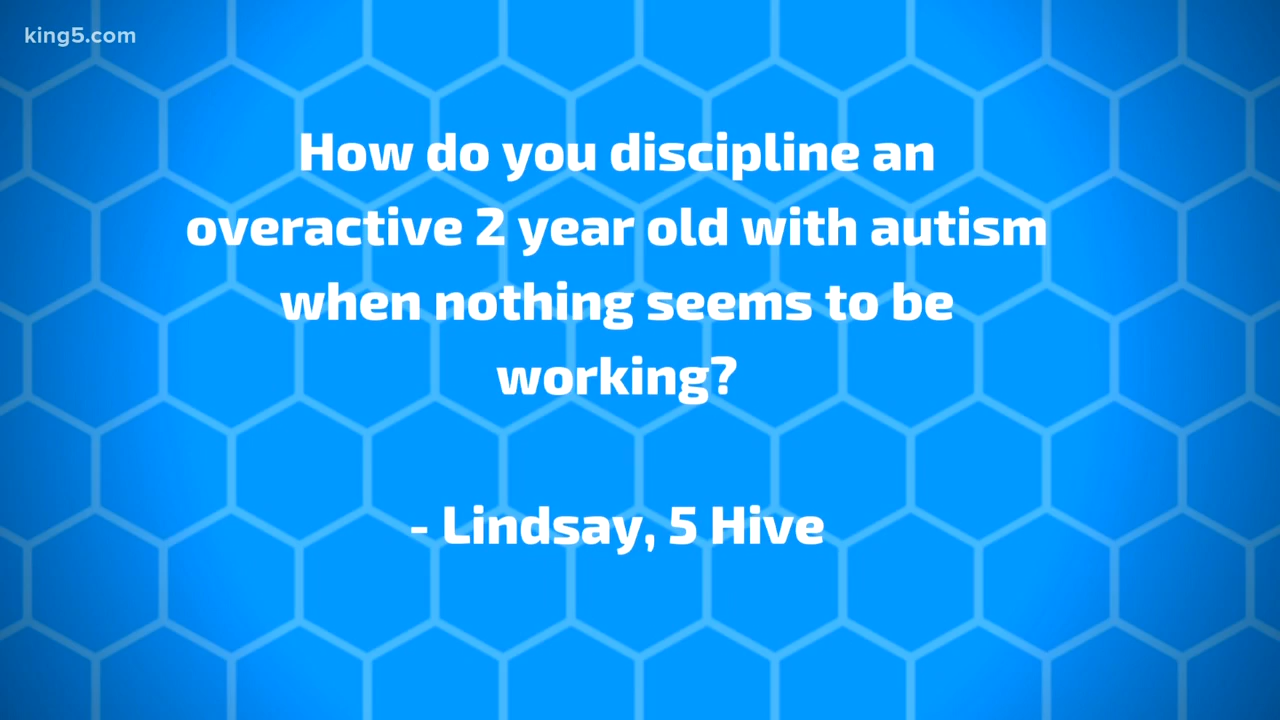 king5.com
How do you discipline an
overactive 2 year old with autism
when nothing seems to be
working?
- Lindsay, 5 Hive